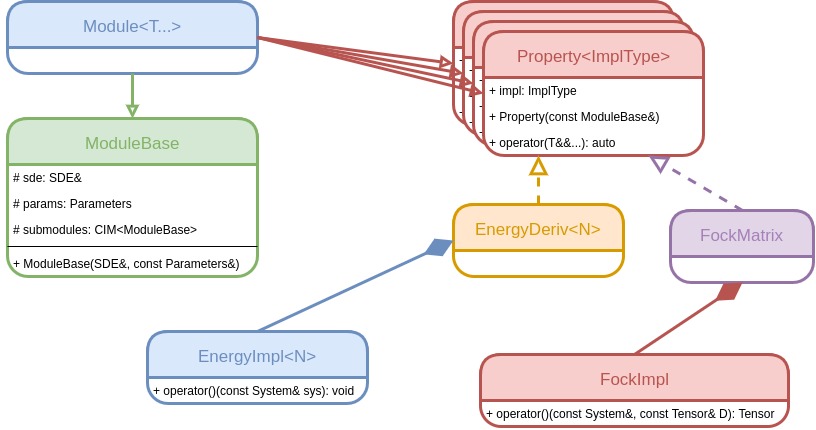 Module<T...>
Property<ImplType>
+ impl: ImplType
+ Property(const ModuleBase&)
+ operator(T&&...): auto
ModuleBase
# sde: SDE&
# params: Parameters
# submodules: CIM<ModuleBase>
+ ModuleBase(SDE&, const Parameters&)
EnergyDeriv<N>
FockMatrix
EnergyImpl<N>
+ operator()(const System& sys): void
FockImpl
+ operator()(const System&, const Tensor& D): Tensor